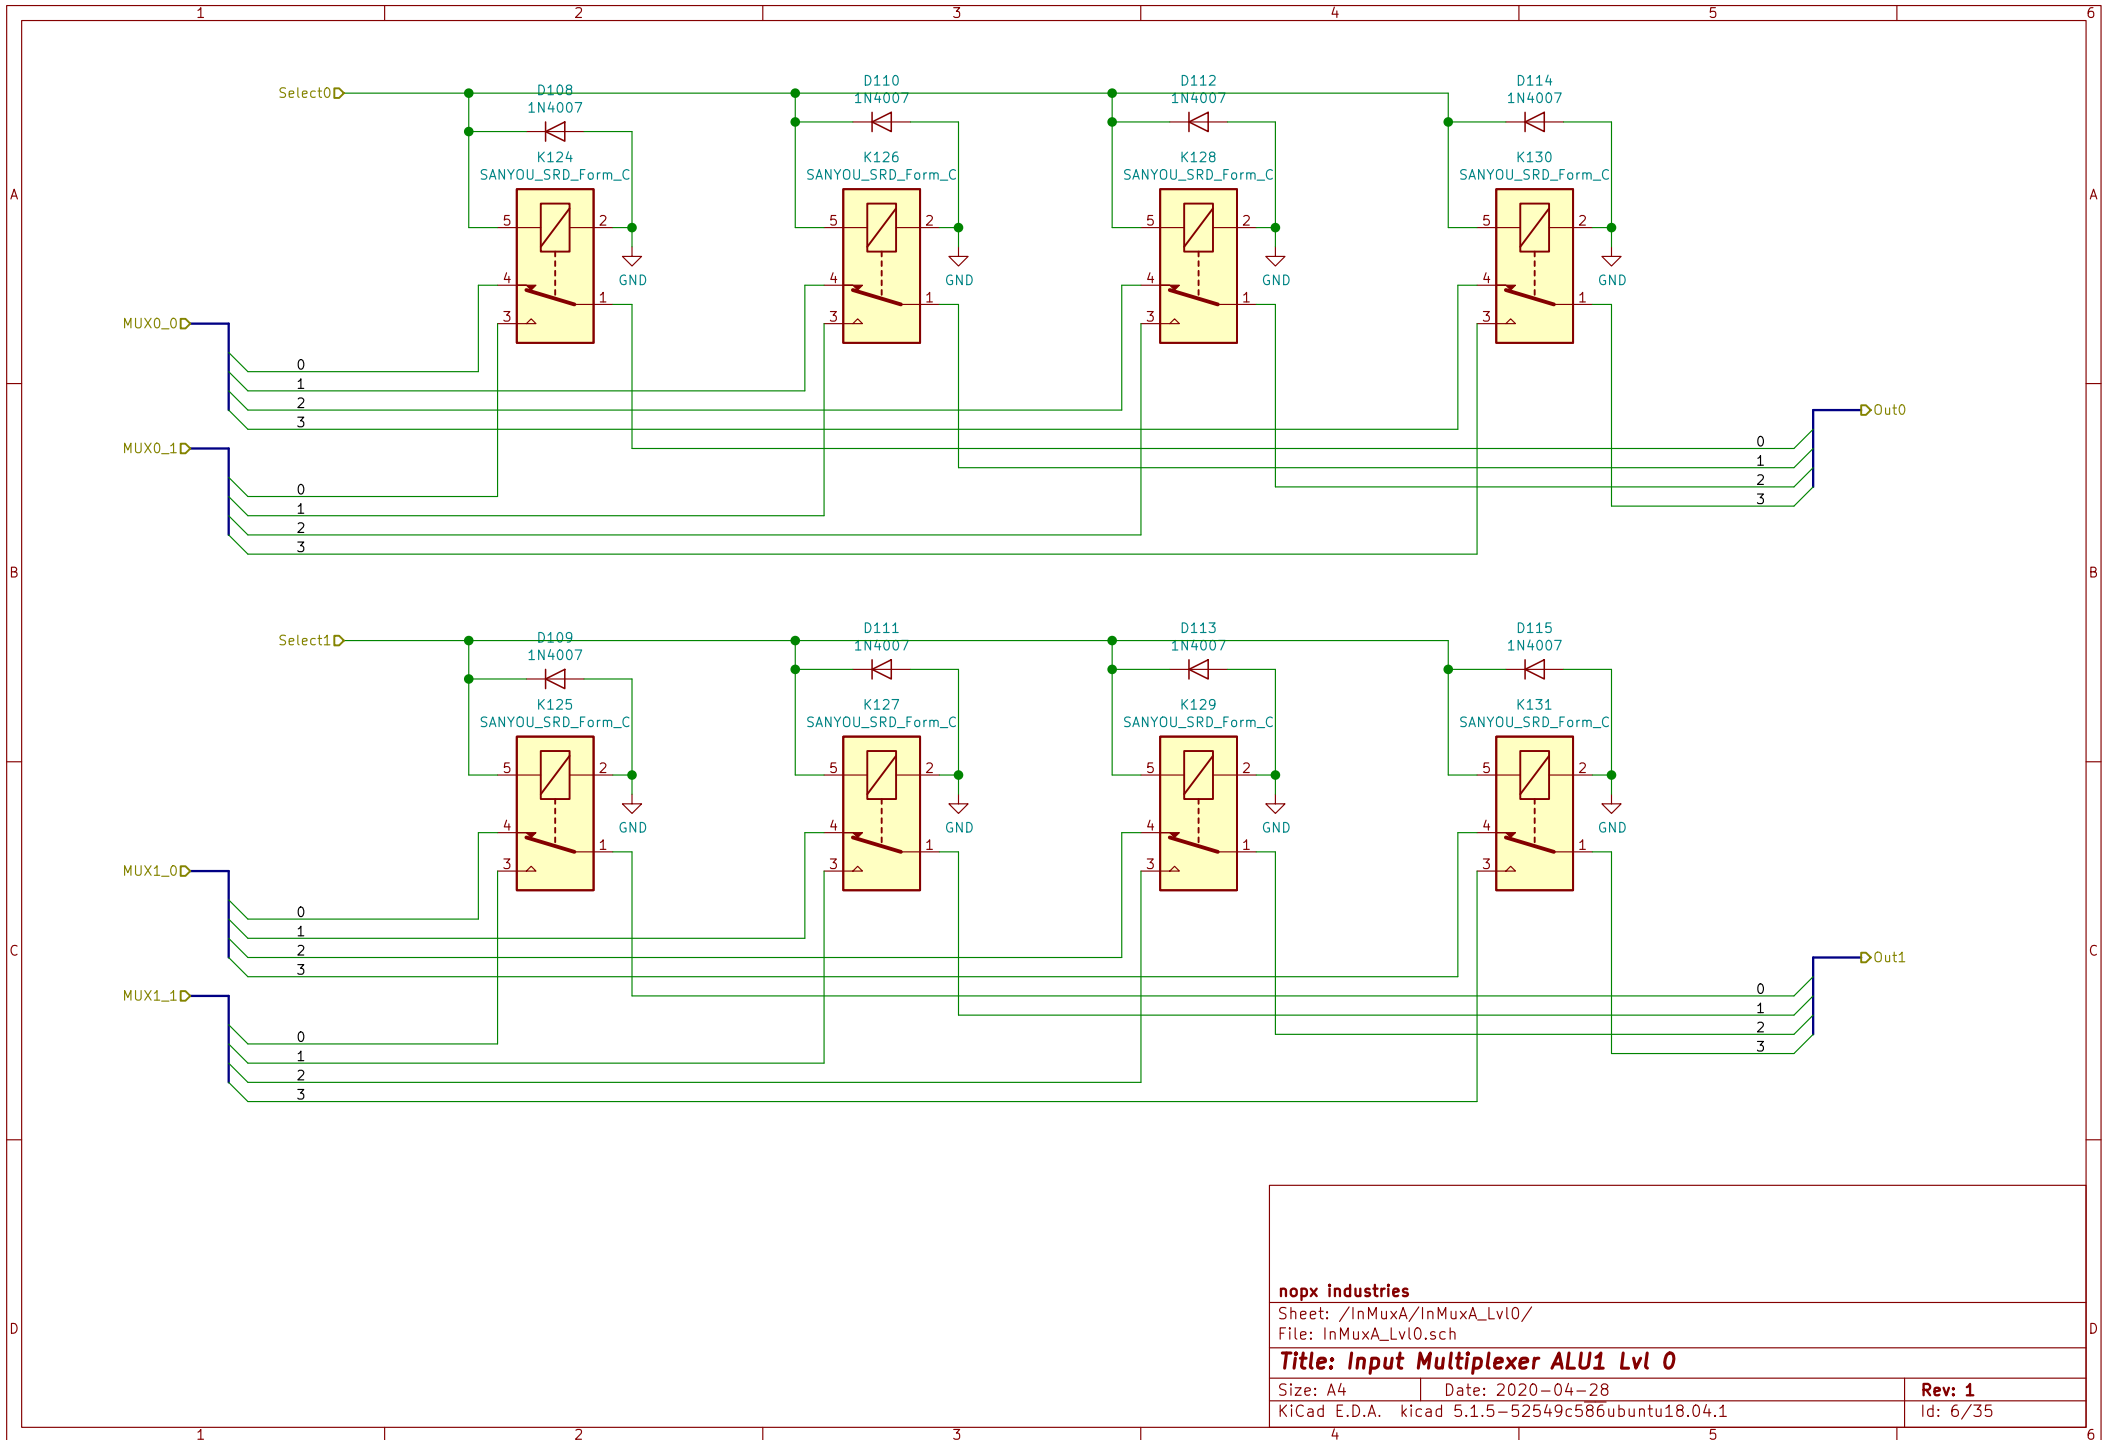 1 2 3 4 5 6
A A
B B
C C
D D
Select0
D108
1N4007
D110
1N4007
D112
1N4007
D114
1N4007
K124
SANYOU_SRD_Form_C
K126
SANYOU_SRD_Form_C
K128
SANYOU_SRD_Form_C
K130
SANYOU_SRD_Form_C
5 2
4 1
3
GND
5 2
4 1
3
GND
5 2
4 1
3
GND
5 2
4 1
3
GND
MUX0_0
0
1
2
3
MUX0_1
0
1
2
3
Out0
0
1
2
3
Select1
D109
1N4007
D111
1N4007
D113
1N4007
D115
1N4007
K125
SANYOU_SRD_Form_C
K127
SANYOU_SRD_Form_C
K129
SANYOU_SRD_Form_C
K131
SANYOU_SRD_Form_C
5 2
4 1
3
GND
5 2
4 1
3
GND
5 2
4 1
3
GND
5 2
4 1
3
GND
MUX1_0
0
1
2
3
MUX1_1
0
1
2
3
Out1
0
1
2
3
nopx industries
Sheet: /InMuxA/InMuxA_Lvl0/
File: InMuxA_Lvl0.sch
Title: Input Multiplexer ALU1 Lvl 0
Size: A4 Date: 2020-04-28 Rev: 1
KiCad E.D.A. kicad 5.1.5-52549c586ubuntu18.04.1 Id: 6/35
1 2 3 4 5 6